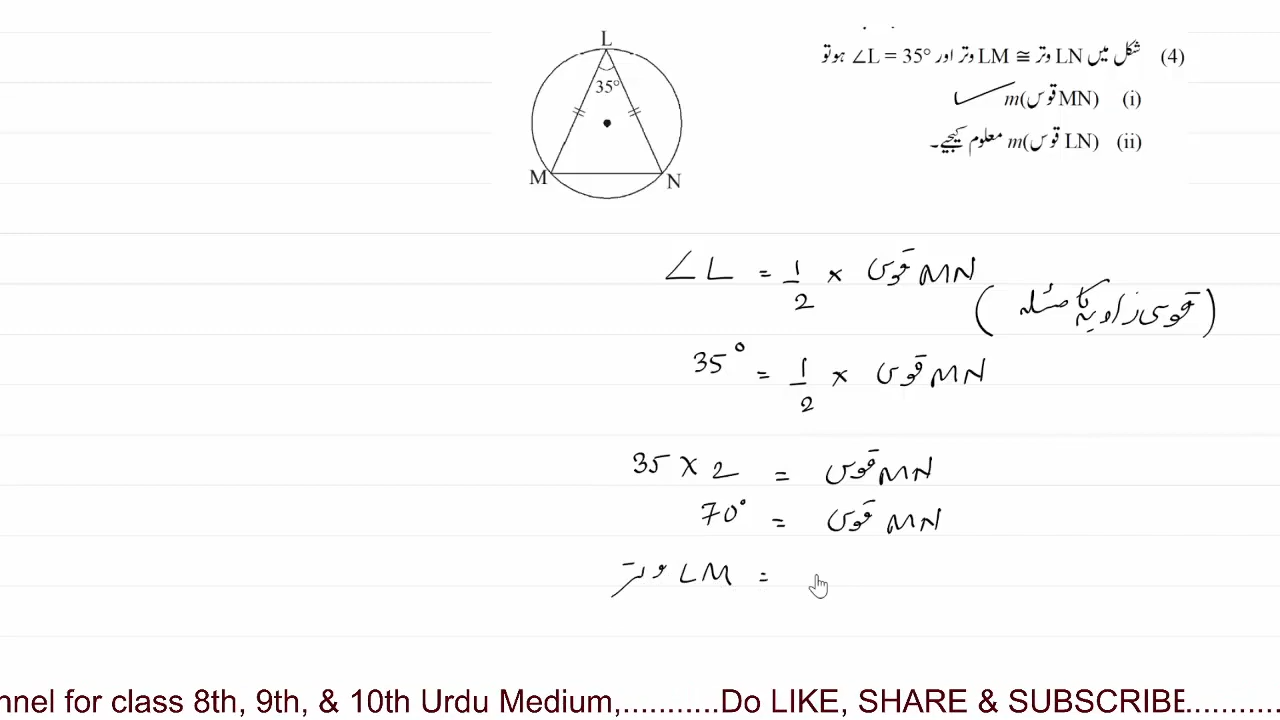 (4) شکل میں LN وتر ≅ LM وتر اور ∠L = 35° ہو تو
(i) m(قوس MN)
(ii) m(قوس LN) معلوم کیجیے۔
L
35°
M
N
∠L = 1/2 × قوس MN
(قوسی زاویہ کا مسئلہ)
35° = 1/2 × قوس MN
35 × 2 = قوس MN
70° = قوس MN
وتر LM =
nnel for class 8th, 9th, & 10th Urdu Medium,...........Do LIKE, SHARE & SUBSCRIBE............